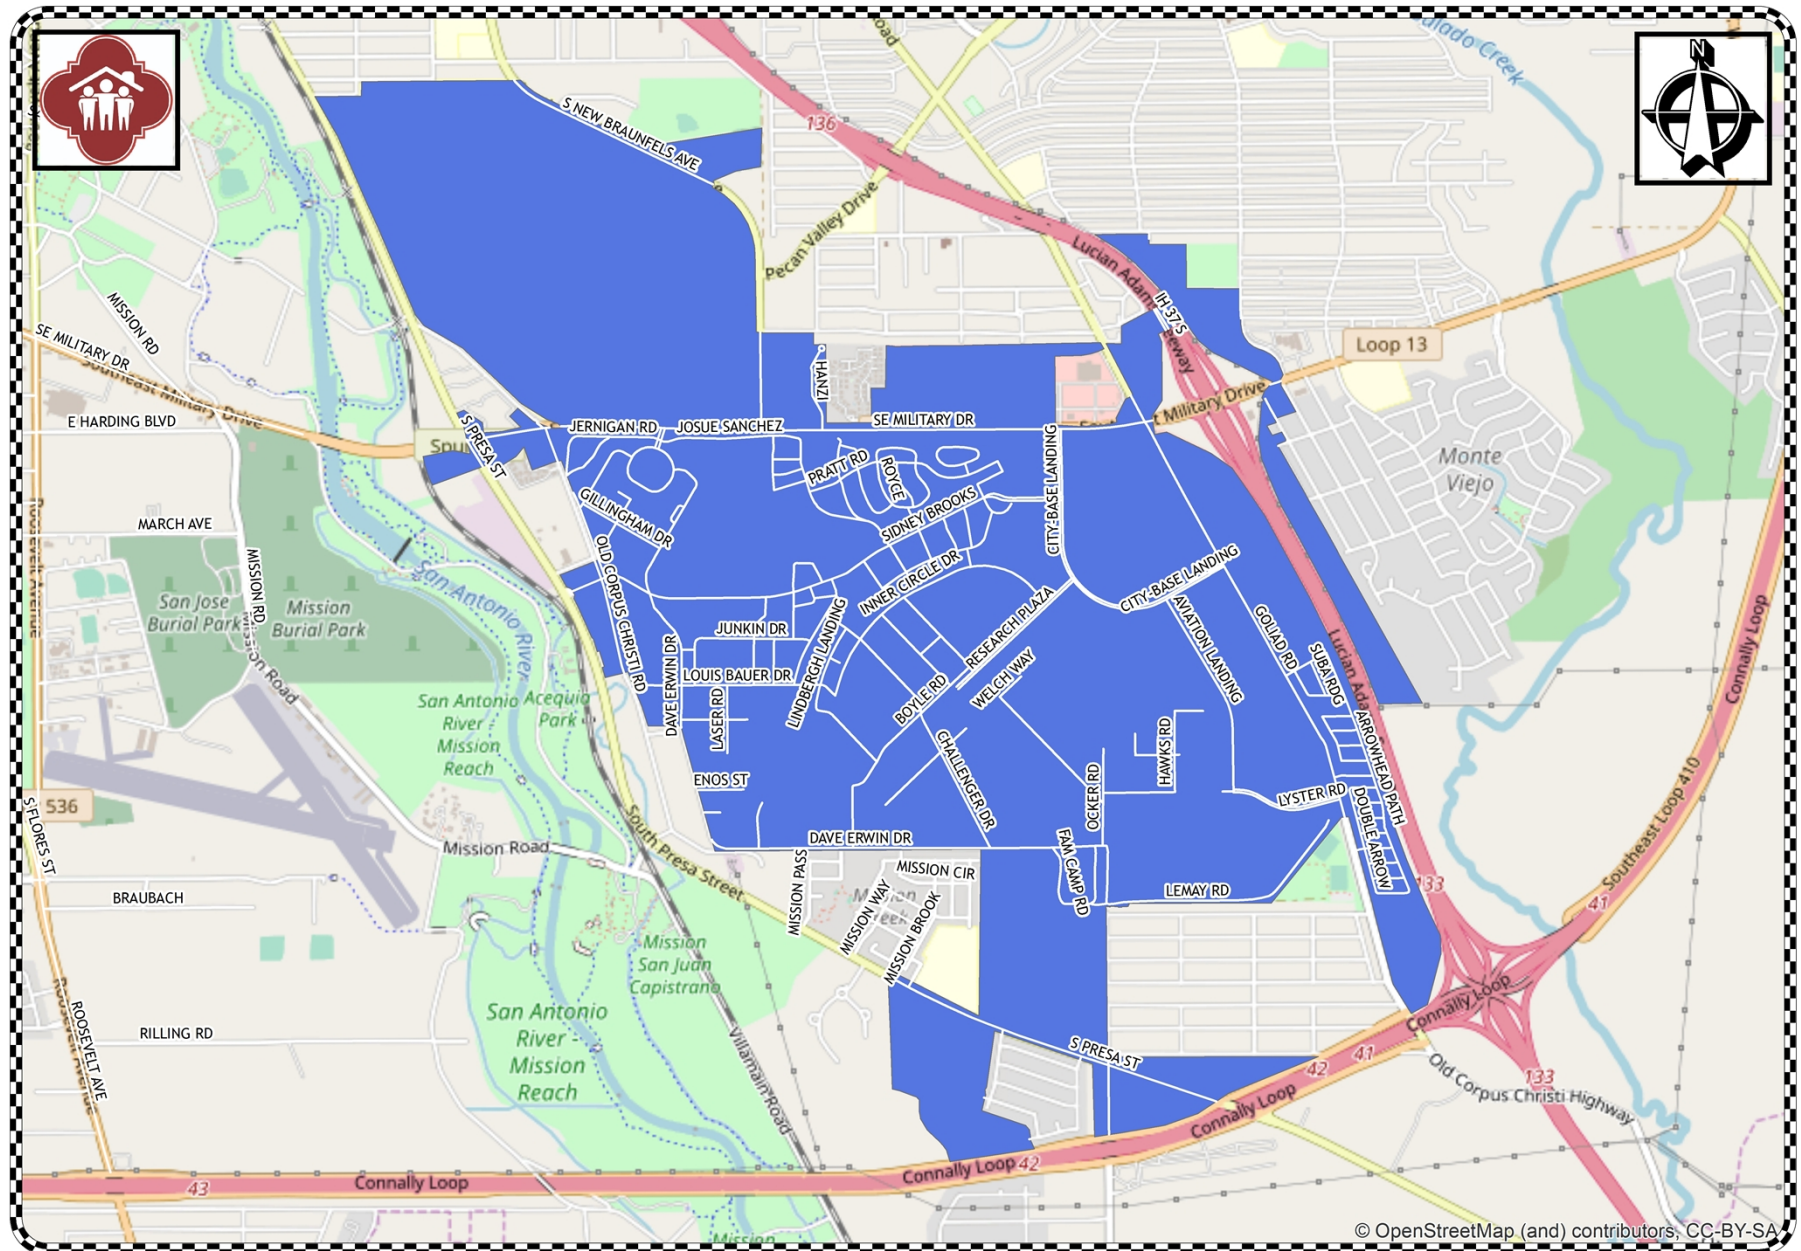 Salado Creek
N
136
S NEW BRAUNFELS AVE
Pecan Valley Drive
Lucian Adams
Freeway
IH 37 S
MISSION RD
SE MILITARY DR
Southeast Military Drive
Loop 13
HANZI
E HARDING BLVD
S PRESA ST
JERNIGAN RD
JOSUE SANCHEZ
SE MILITARY DR
Military Drive
Monte
Viejo
PRATT RD
ROYCE
CITY-BASE LANDING
GILLINGHAM DR
SIDNEY BROOKS
MARCH AVE
MISSION RD
OLD CORPUS CHRISTI RD
INNER CIRCLE DR
CITY-BASE LANDING
San Antonio River
Roosevelt Avenue
San Jose
Burial Park
Mission
Burial Park
RESEARCH PLAZA
AVIATION LANDING
GOLIAD RD
SUBA RDG
Connally Loop
JUNKIN DR
DAVE ERWIN DR
LINDBERGH LANDING
LOUIS BAUER DR
WELCH WAY
BOYLE RD
LASER RD
Mission Road
San Antonio
River -
Mission
Reach
Acequia
Park
ARROWHEAD PATH
HAWKS RD
CHALLENGER DR
OCKER RD
ENOS ST
LYSTER RD
DOUBLE ARROW
Southeast Loop 410
536
S FLORES ST
Mission Road
South Presa Street
DAVE ERWIN DR
MISSION PASS
MISSION CIR
FAM CAMP RD
LEMAY RD
133
41
BRAUBACH
MISSION WAY
MISSION BROOK
Mission
San Juan
Capistrano
San Antonio
River -
Mission
Reach
ROOSEVELT AVE
Roosevelt Avenue
RILLING RD
Villamain Road
S PRESA ST
Connally Loop
41
42
133
Old Corpus Christi Highway
Connally Loop
Connally Loop
42
43
Connally Loop
Mission
© OpenStreetMap (and) contributors, CC-BY-SA